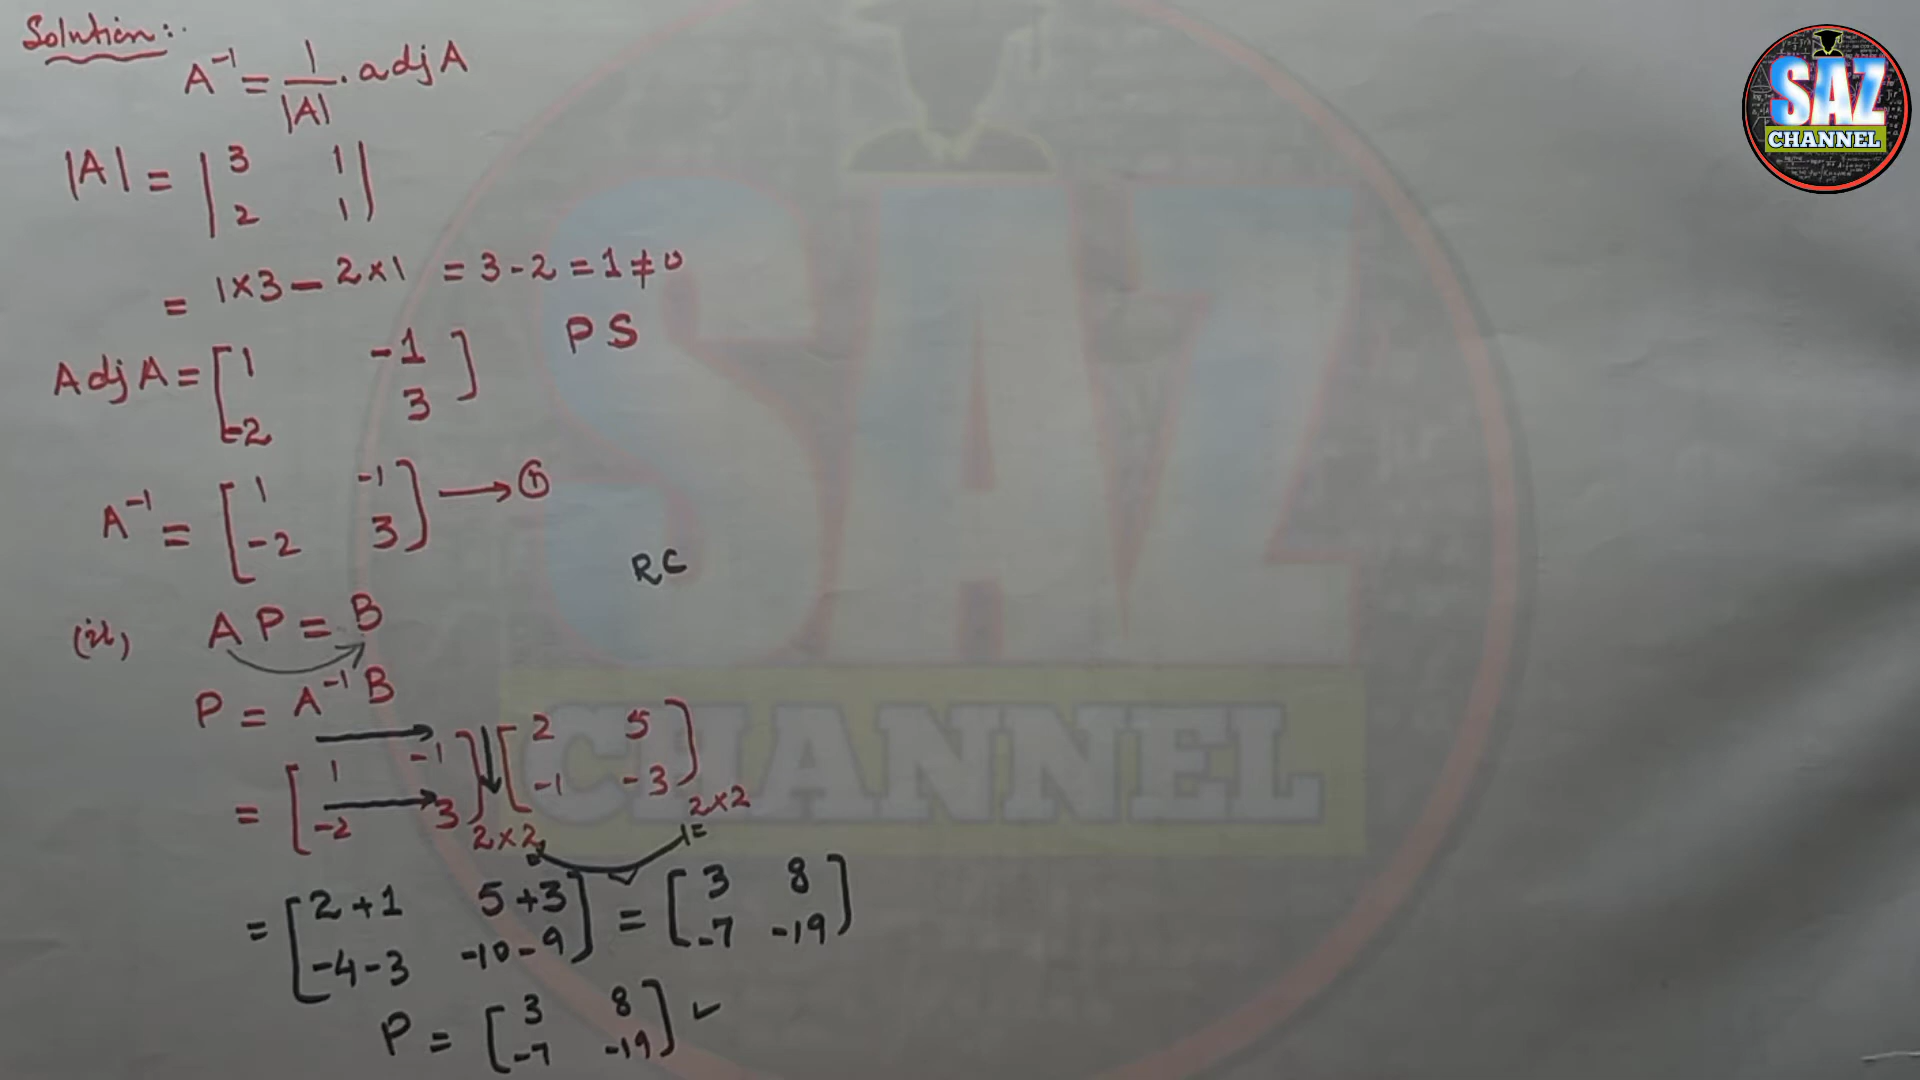 Solution:-
A⁻¹ = 1/|A| . adj A
|A| = | 3 1 |
| 2 1 |
= 1×3 – 2×1 = 3-2 = 1 ≠ 0
P S
Adj A = [ 1 -1 ]
[ -2 3 ]
A⁻¹ = [ 1 -1 ] →
[ -2 3 ]
RC
(ii) A P = B
P = A⁻¹ B
= [ 1 -1 ] [ 2 5 ]
[ -2 3 ] 2×2 [ -1 -3 ] 2×2
= [ 2+1 5+3 ] = [ 3 8 ]
[ -4-3 -10-9 ] [ -7 -19 ]
P = [ 3 8 ] ✓
[ -7 -19 ]
SAZ
CHANNEL
SAZ
CHANNEL